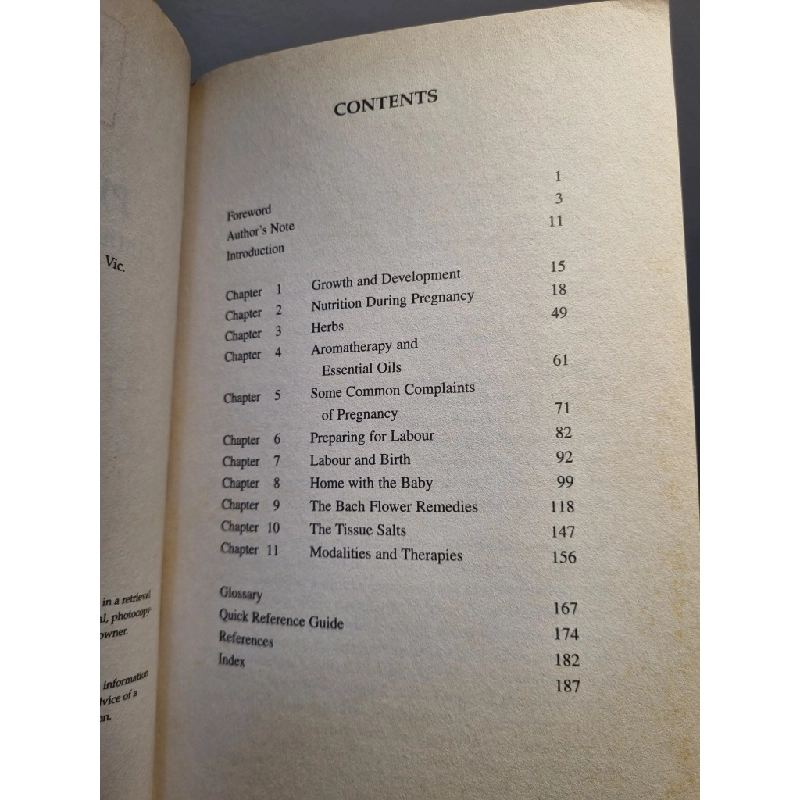 Vic.
in a retrieval
photocopy-
owner.
information
advice of a
CONTENTS
Foreword 1
Author's Note 3
Introduction 11
Chapter 1 Growth and Development 15
Chapter 2 Nutrition During Pregnancy 18
Chapter 3 Herbs 49
Chapter 4 Aromatherapy and
Essential Oils 61
Chapter 5 Some Common Complaints
of Pregnancy 71
Chapter 6 Preparing for Labour 82
Chapter 7 Labour and Birth 92
Chapter 8 Home with the Baby 99
Chapter 9 The Bach Flower Remedies 118
Chapter 10 The Tissue Salts 147
Chapter 11 Modalities and Therapies 156
Glossary 167
Quick Reference Guide 174
References 182
Index 187